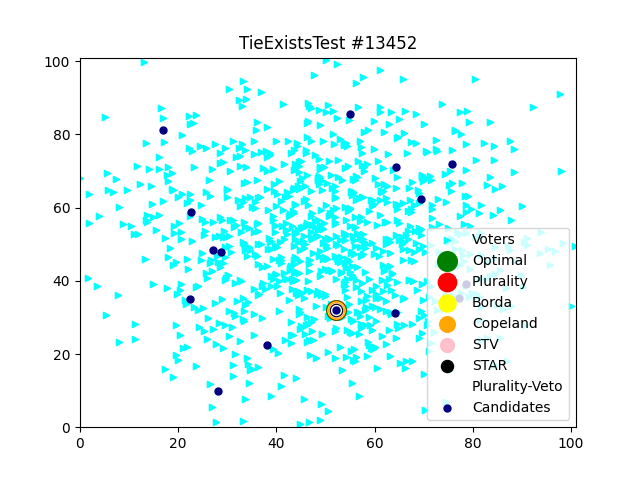 TieExistsTest #13452
100
80
60
40
20
0
0 20 40 60 80 100
Voters
Optimal
Plurality
Borda
Copeland
STV
STAR
Plurality-Veto
Candidates